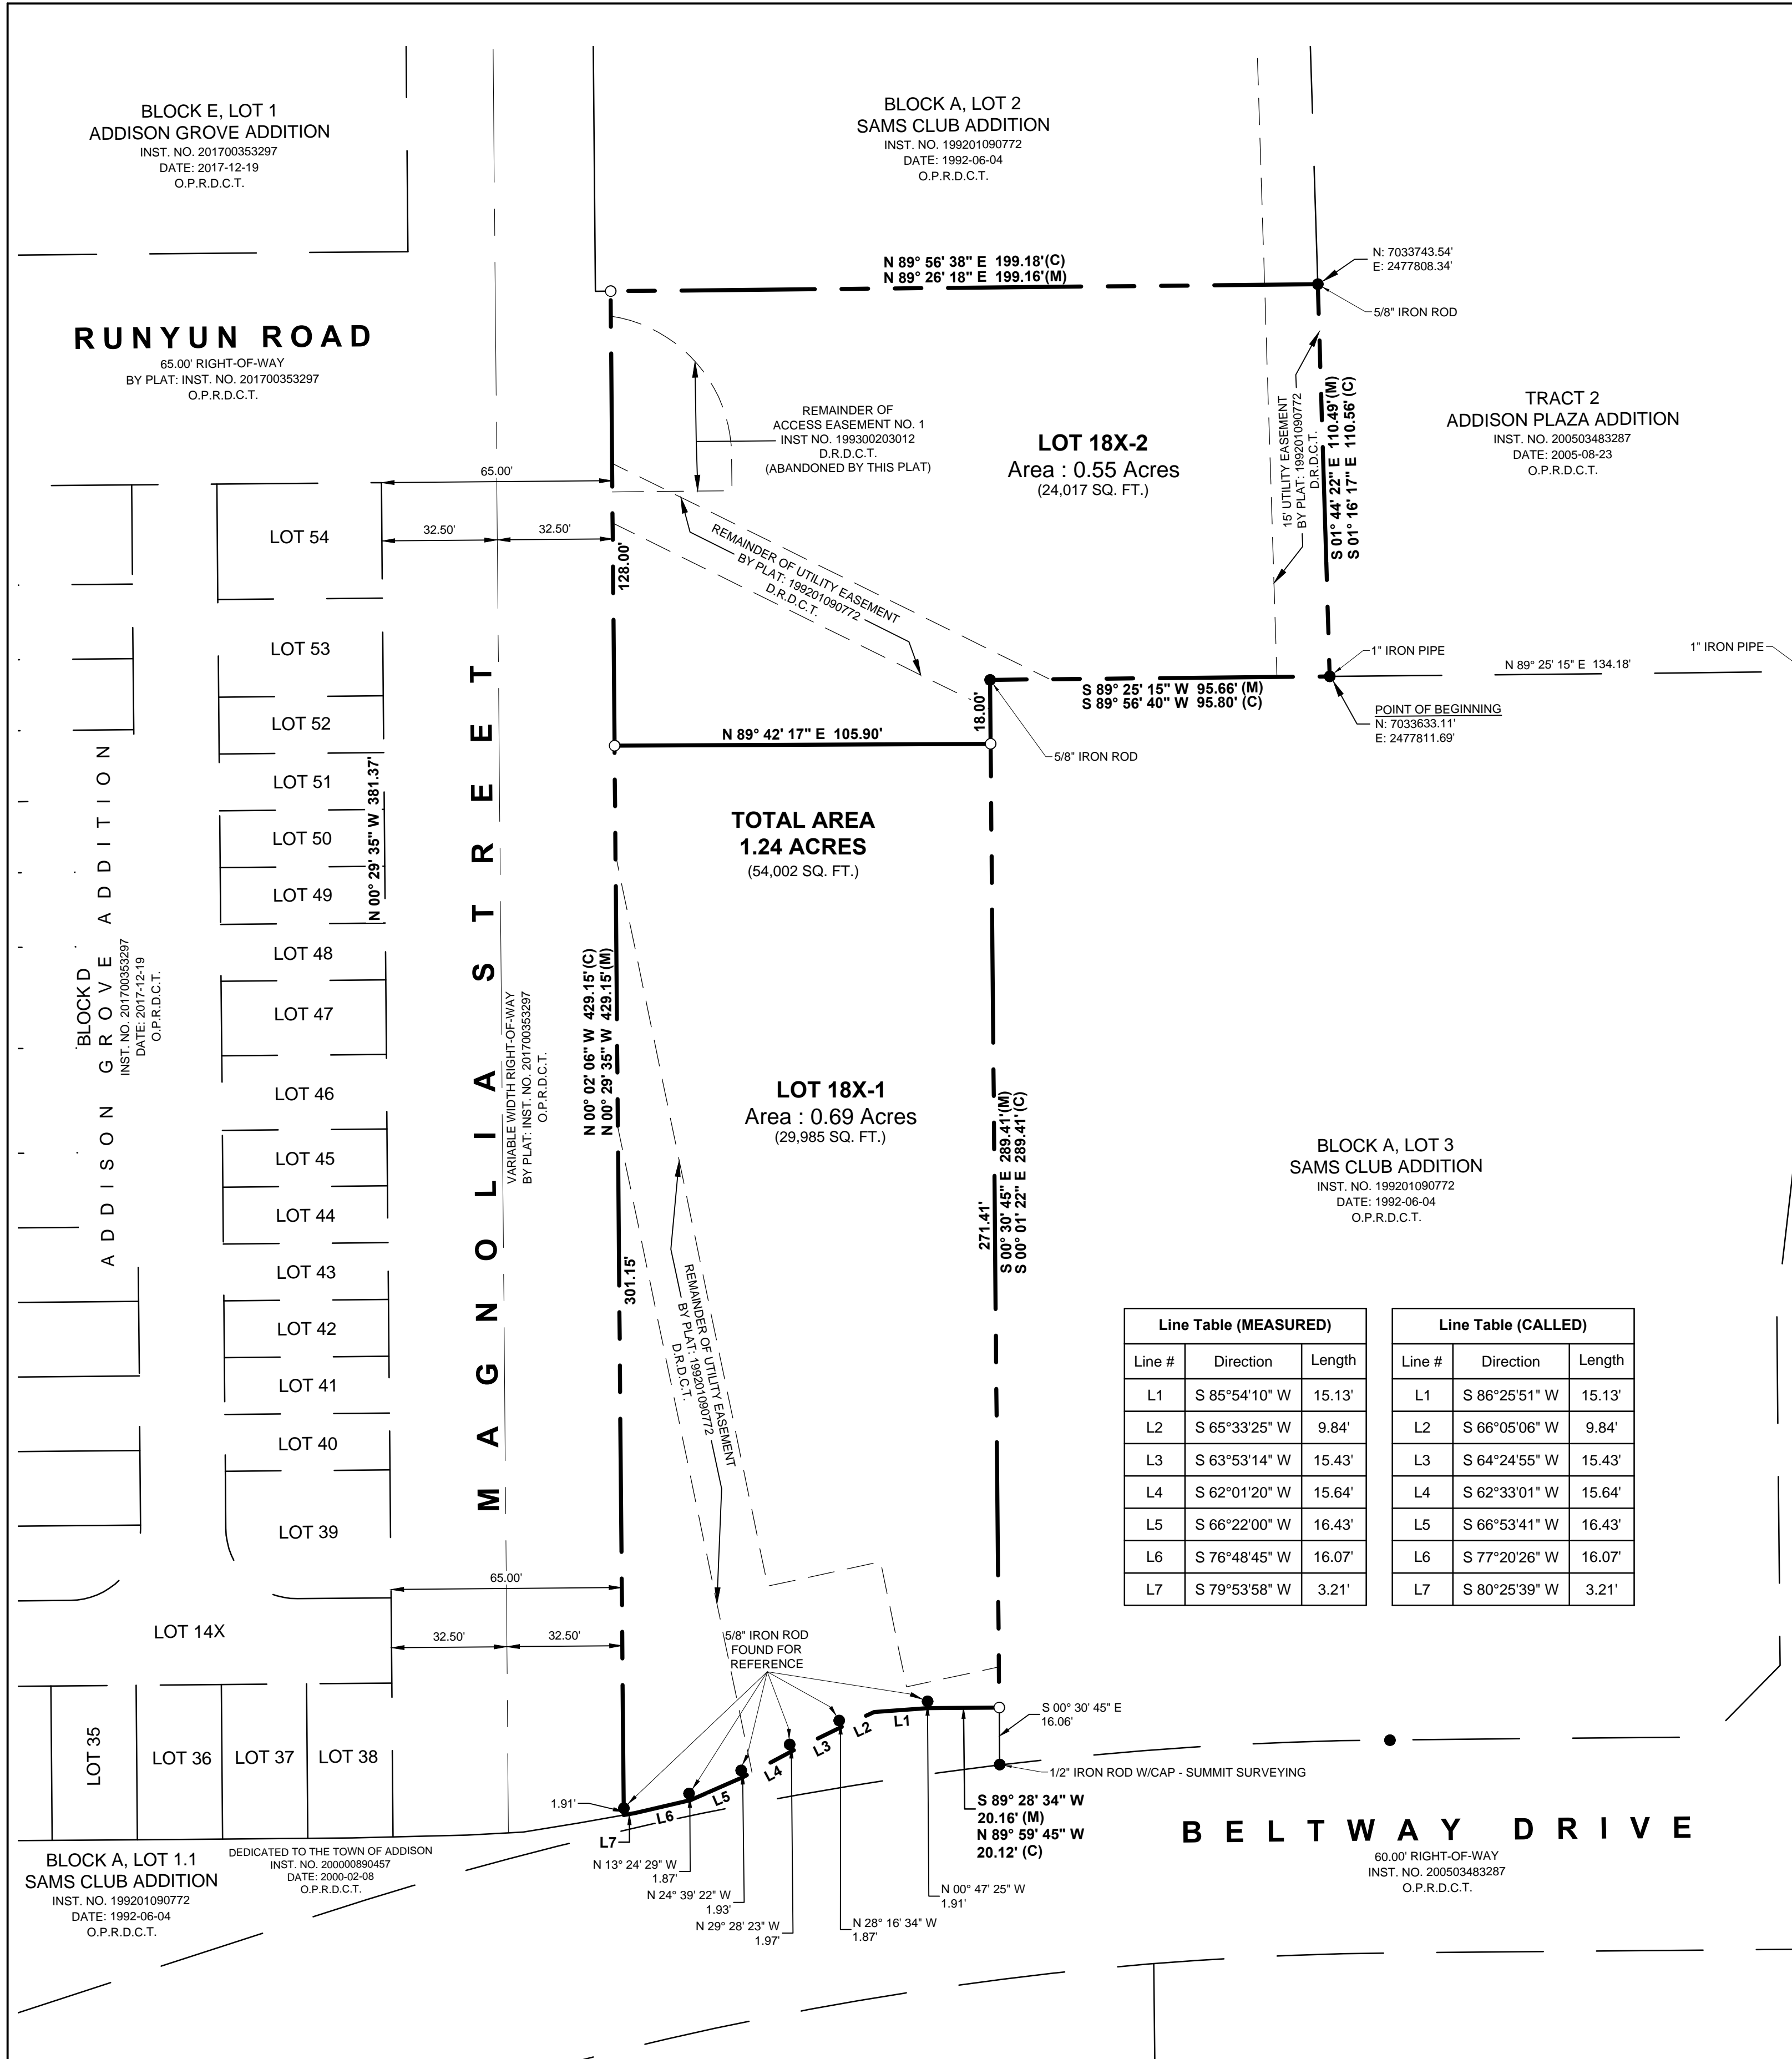 BLOCK E, LOT 1
ADDISON GROVE ADDITION
INST. NO. 201700353297
DATE: 2017-12-19
O.P.R.D.C.T.
BLOCK A, LOT 2
SAMS CLUB ADDITION
INST. NO. 199201090772
DATE: 1992-06-04
O.P.R.D.C.T.
N 89° 56' 38" E 199.18'(C)
N 89° 26' 18" E 199.16'(M)
N: 7033743.54'
E: 2477808.34'
5/8" IRON ROD
RUNYUN ROAD
65.00' RIGHT-OF-WAY
BY PLAT: INST. NO. 201700353297
O.P.R.D.C.T.
REMAINDER OF
ACCESS EASEMENT NO. 1
INST NO. 199300203012
D.R.D.C.T.
(ABANDONED BY THIS PLAT)
LOT 18X-2
Area : 0.55 Acres
(24,017 SQ. FT.)
15' UTILITY EASEMENT
BY PLAT: 199201090772
D.R.D.C.T.
S 01° 44' 22" E 110.49'(M)
S 01° 16' 17" E 110.56' (C)
TRACT 2
ADDISON PLAZA ADDITION
INST. NO. 200503483287
DATE: 2005-08-23
O.P.R.D.C.T.
65.00'
32.50'
32.50'
128.00'
REMAINDER OF UTILITY EASEMENT
BY PLAT: 199201090772
D.R.D.C.T.
LOT 54
LOT 53
LOT 52
LOT 51
LOT 50
LOT 49
LOT 48
LOT 47
LOT 46
LOT 45
LOT 44
LOT 43
LOT 42
LOT 41
LOT 40
LOT 39
N 00° 29' 35" W 381.37'
1" IRON PIPE
N 89° 25' 15" E 134.18'
1" IRON PIPE
S 89° 25' 15" W 95.66' (M)
S 89° 56' 40" W 95.80' (C)
POINT OF BEGINNING
N: 7033633.11'
E: 2477811.69'
18.00'
N 89° 42' 17" E 105.90'
5/8" IRON ROD
TOTAL AREA
1.24 ACRES
(54,002 SQ. FT.)
BLOCK D
ADDISON GROVE ADDITION
INST. NO. 201700353297
DATE: 2017-12-19
O.P.R.D.C.T.
MAGNOLIA STREET
VARIABLE WIDTH RIGHT-OF-WAY
BY PLAT: INST. NO. 201700353297
O.P.R.D.C.T.
N 00° 02' 06" W 429.15'(C)
N 00° 29' 35" W 429.15'(M)
LOT 18X-1
Area : 0.69 Acres
(29,985 SQ. FT.)
301.15'
REMAINDER OF UTILITY EASEMENT
BY PLAT: 199201090772
D.R.D.C.T.
271.41'
S 00° 30' 45" E 289.41'(M)
S 00° 01' 22" E 289.41'(C)
BLOCK A, LOT 3
SAMS CLUB ADDITION
INST. NO. 199201090772
DATE: 1992-06-04
O.P.R.D.C.T.
Line Table (MEASURED)
Line # Direction Length
L1 S 85°54'10" W 15.13'
L2 S 65°33'25" W 9.84'
L3 S 63°53'14" W 15.43'
L4 S 62°01'20" W 15.64'
L5 S 66°22'00" W 16.43'
L6 S 76°48'45" W 16.07'
L7 S 79°53'58" W 3.21'
Line Table (CALLED)
Line # Direction Length
L1 S 86°25'51" W 15.13'
L2 S 66°05'06" W 9.84'
L3 S 64°24'55" W 15.43'
L4 S 62°33'01" W 15.64'
L5 S 66°53'41" W 16.43'
L6 S 77°20'26" W 16.07'
L7 S 80°25'39" W 3.21'
65.00'
32.50'
32.50'
LOT 14X
LOT 35
LOT 36
LOT 37
LOT 38
5/8" IRON ROD
FOUND FOR
REFERENCE
S 00° 30' 45" E
16.06'
L1
L2
L3
L4
L5
L6
L7
1.91'
1/2" IRON ROD W/CAP - SUMMIT SURVEYING
S 89° 28' 34" W
20.16' (M)
N 89° 59' 45" W
20.12' (C)
BELTWAY DRIVE
60.00' RIGHT-OF-WAY
INST. NO. 200503483287
O.P.R.D.C.T.
BLOCK A, LOT 1.1
SAMS CLUB ADDITION
INST. NO. 199201090772
DATE: 1992-06-04
O.P.R.D.C.T.
DEDICATED TO THE TOWN OF ADDISON
INST. NO. 200000890457
DATE: 2000-02-08
O.P.R.D.C.T.
N 13° 24' 29" W
1.87'
N 24° 39' 22" W
1.93'
N 29° 28' 23" W
1.97'
N 28° 16' 34" W
1.87'
N 00° 47' 25" W
1.91'